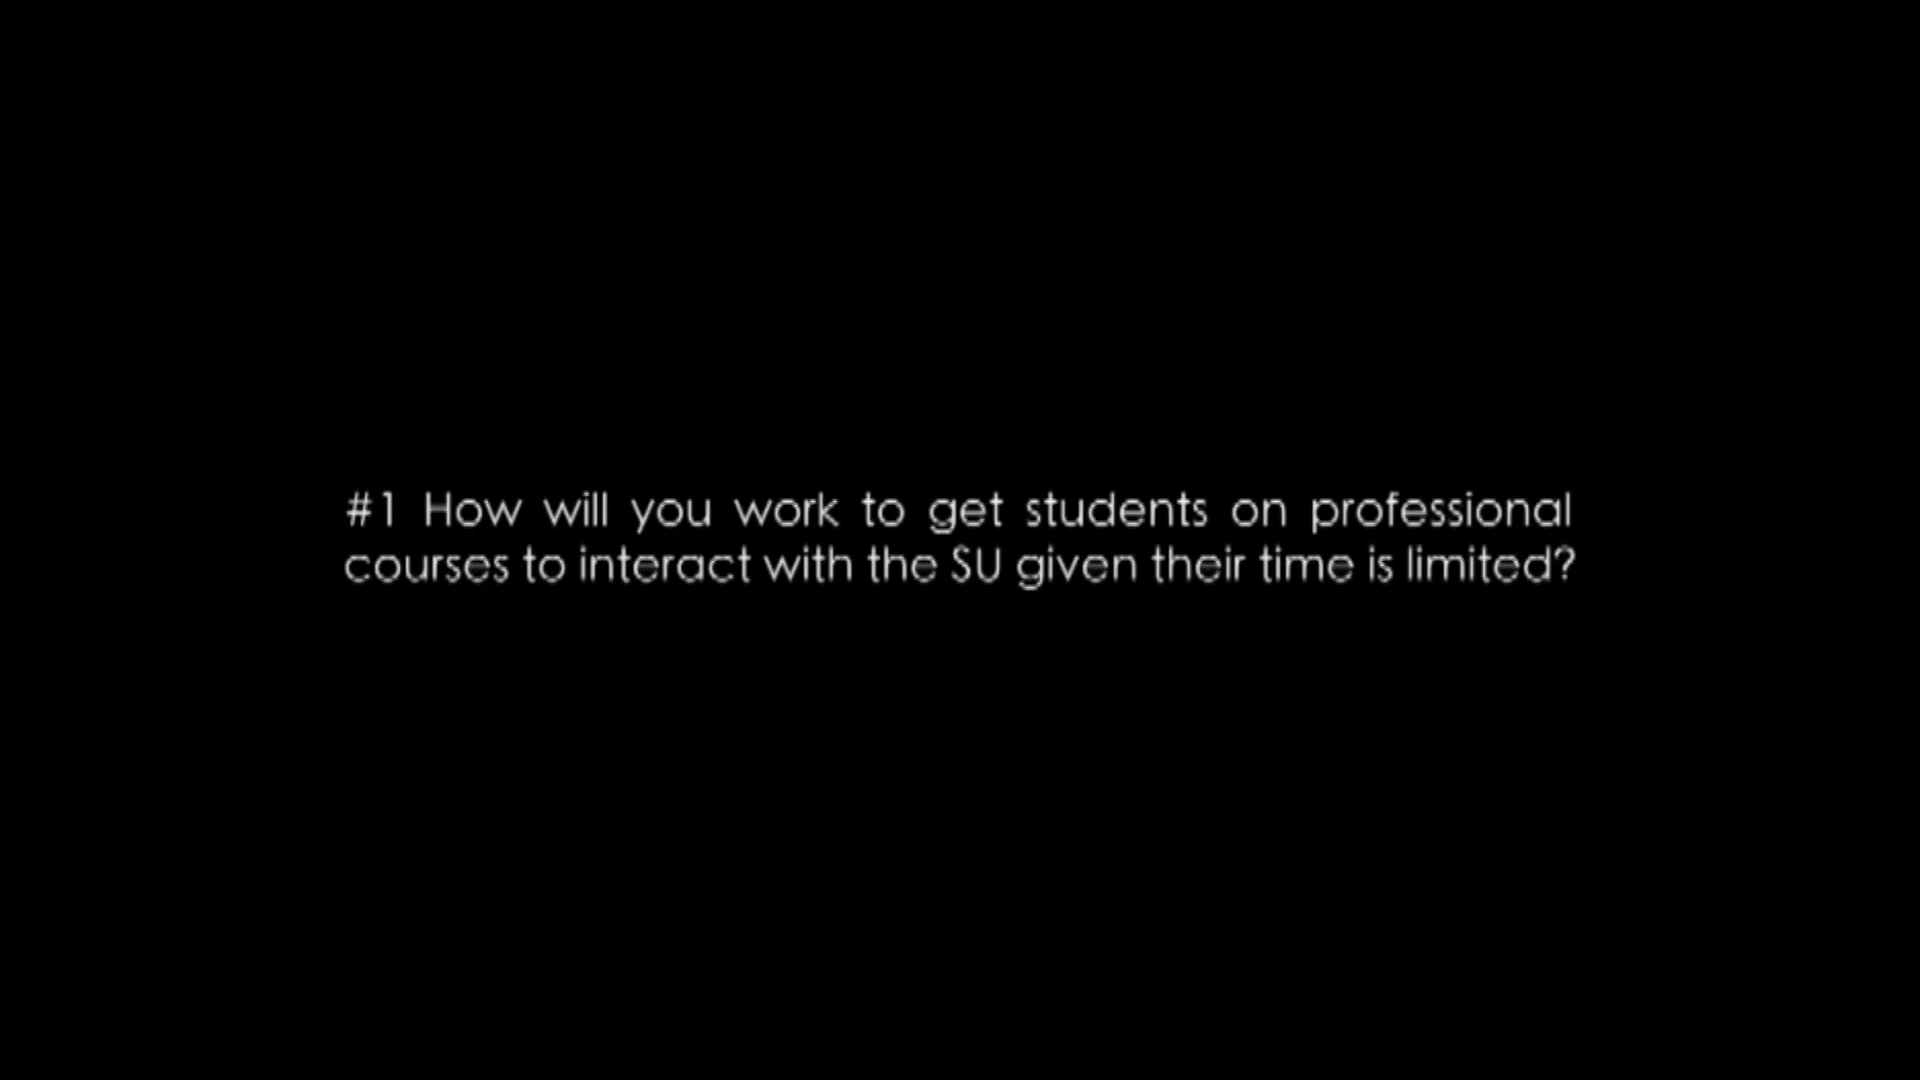 #1 How will you work to get students on professional
courses to interact with the SU given their time is limited?